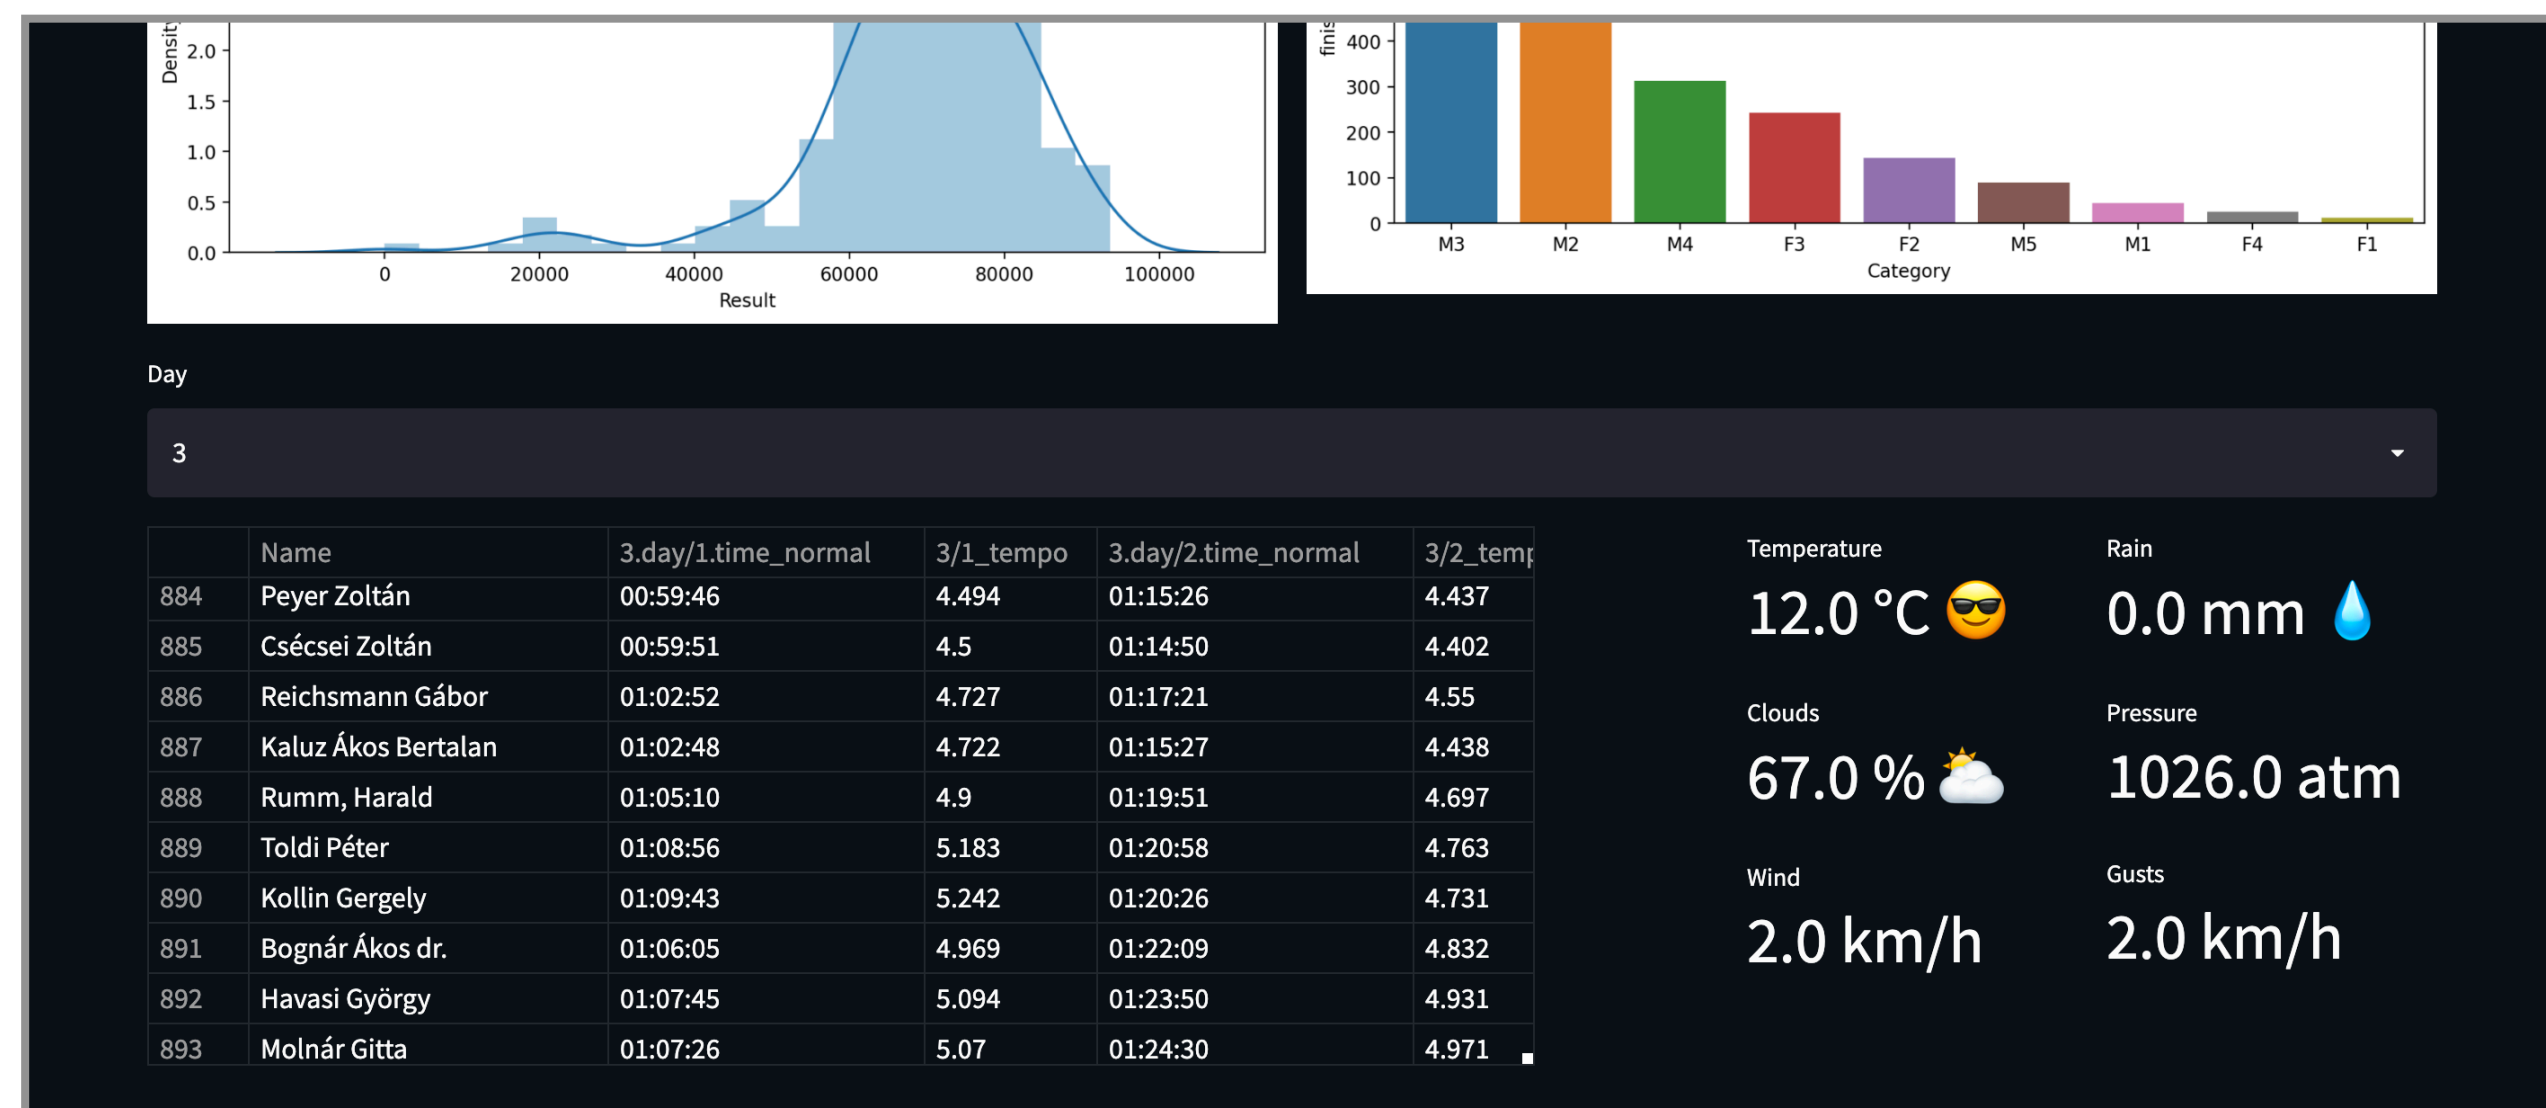 Density
2.0
1.5
1.0
0.5
0.0
0 20000 40000 60000 80000 100000
Result
finis
400
300
200
100
0
M3 M2 M4 F3 F2 M5 M1 F4 F1
Category
Day
3
Name 3.day/1.time_normal 3/1_tempo 3.day/2.time_normal 3/2_temp
884 Peyer Zoltán 00:59:46 4.494 01:15:26 4.437
885 Csécsei Zoltán 00:59:51 4.5 01:14:50 4.402
886 Reichsmann Gábor 01:02:52 4.727 01:17:21 4.55
887 Kaluz Ákos Bertalan 01:02:48 4.722 01:15:27 4.438
888 Rumm, Harald 01:05:10 4.9 01:19:51 4.697
889 Toldi Péter 01:08:56 5.183 01:20:58 4.763
890 Kollin Gergely 01:09:43 5.242 01:20:26 4.731
891 Bognár Ákos dr. 01:06:05 4.969 01:22:09 4.832
892 Havasi György 01:07:45 5.094 01:23:50 4.931
893 Molnár Gitta 01:07:26 5.07 01:24:30 4.971
Temperature
12.0 °C 😎
Rain
0.0 mm 💧
Clouds
67.0 % 🌥️
Pressure
1026.0 atm
Wind
2.0 km/h
Gusts
2.0 km/h